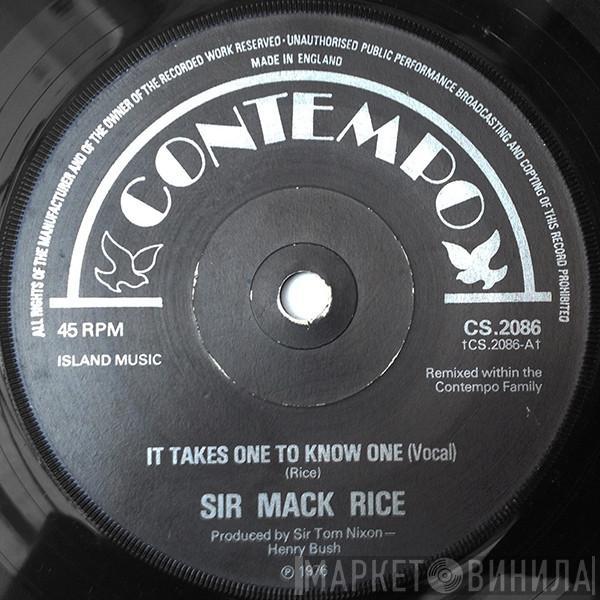 ALL RIGHTS OF THE MANUFACTURER AND OF THE OWNER OF THE RECORDED WORK RESERVED · UNAUTHORISED PUBLIC PERFORMANCE BROADCASTING AND COPYING OF THIS RECORD PROHIBITED
MADE IN ENGLAND
CONTEMPO
45 RPM
CS.2086
†CS.2086-A†
ISLAND MUSIC
Remixed within the
Contempo Family
IT TAKES ONE TO KNOW ONE (Vocal)
(Rice)
SIR MACK RICE
Produced by Sir Tom Nixon—
Henry Bush
℗ 1976
МАРКЕТ ВИНИЛА